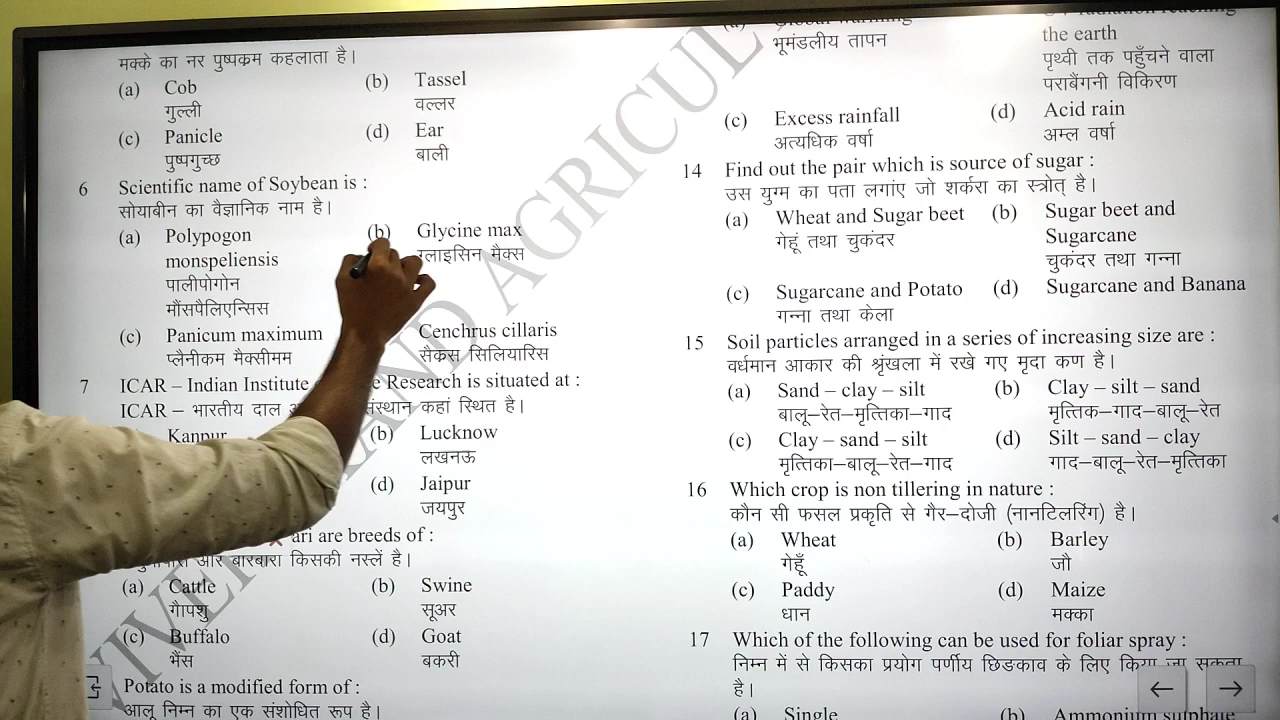 मक्के का नर पुष्पक्रम कहलाता है।
(a) Cob (b) Tassel
गुल्ली वल्लर
(c) Panicle (d) Ear
पुष्पगुच्छ बाली
6 Scientific name of Soybean is :
सोयाबीन का वैज्ञानिक नाम है।
(a) Polypogon (b) Glycine max
monspeliensis ग्लाइसिन मैक्स
पालीपोगोन
मौंसपैलिएन्सिस
(c) Panicum maximum Cenchrus cillaris
प्लैनीकम मैक्सीमम सैक्रस सिलियारिस
7 ICAR – Indian Institute Research is situated at :
ICAR – भारतीय दाल संस्थान कहां स्थित है।
Kanpur (b) Lucknow
लखनऊ
(d) Jaipur
जयपुर
are breeds of :
और बारबारा किसकी नस्लें है।
(a) Cattle (b) Swine
गौपशु सूअर
(c) Buffalo (d) Goat
भैंस बकरी
Potato is a modified form of :
आलू निम्न का एक संशोधित रूप है।
भूमंडलीय तापन the earth
पृथ्वी तक पहुँचने वाला
पराबैंगनी विकिरण
(c) Excess rainfall (d) Acid rain
अत्यधिक वर्षा अम्ल वर्षा
14 Find out the pair which is source of sugar :
उस युग्म का पता लगाएं जो शर्करा का स्त्रोत् है।
(a) Wheat and Sugar beet (b) Sugar beet and
गेहूं तथा चुकंदर Sugarcane
चुकंदर तथा गन्ना
(c) Sugarcane and Potato (d) Sugarcane and Banana
गन्ना तथा केला
15 Soil particles arranged in a series of increasing size are :
वर्धमान आकार की श्रृंखला में रखे गए मृदा कण है।
(a) Sand – clay – silt (b) Clay – silt – sand
बालू–रेत–मृत्तिका–गाद मृत्तिक–गाद–बालू–रेत
(c) Clay – sand – silt (d) Silt – sand – clay
मृत्तिका–बालू–रेत–गाद गाद–बालू–रेत–मृत्तिका
16 Which crop is non tillering in nature :
कौन सी फसल प्रकृति से गैर–दोजी (नानटिलरिंग) है।
(a) Wheat (b) Barley
गेहूँ जौ
(c) Paddy (d) Maize
धान मक्का
17 Which of the following can be used for foliar spray :
निम्न में से किसका प्रयोग पर्णीय छिडकाव के लिए किया जा सकता
है।
(a) Single (b) Ammonium sulphate
AND AGRICUL